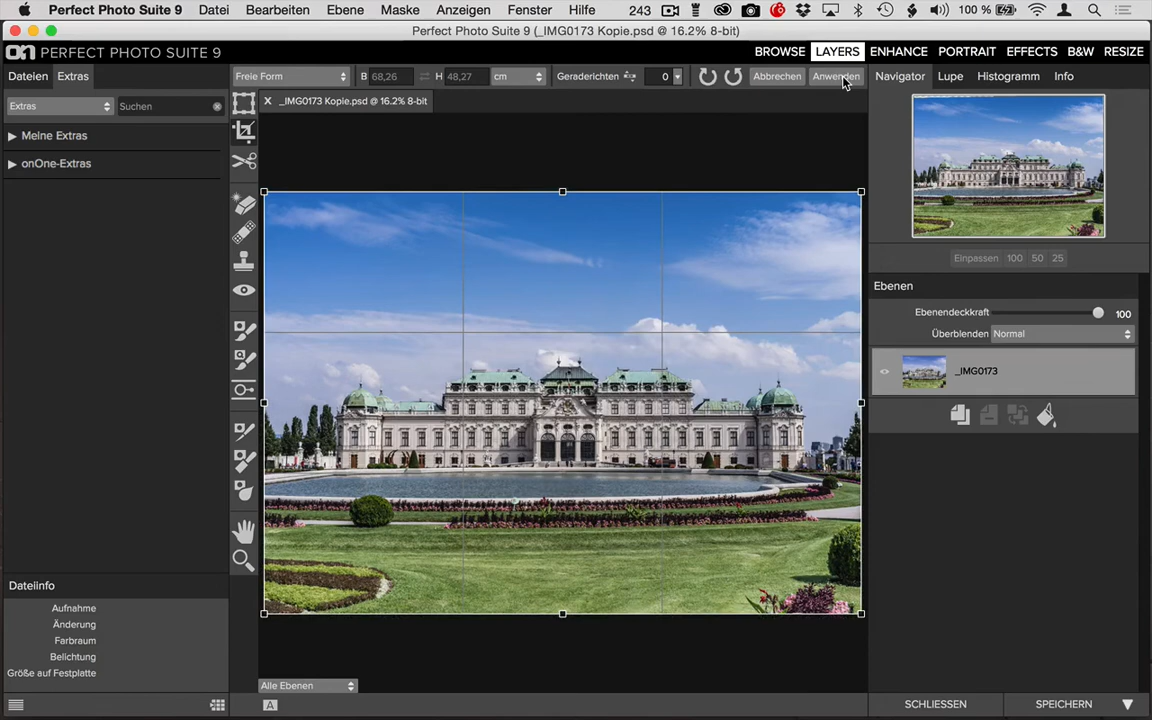 Perfect Photo Suite 9 Datei Bearbeiten Ebene Maske Anzeigen Fenster Hilfe 243 100 %
Perfect Photo Suite 9 (_IMG0173 Kopie.psd @ 16.2% 8-bit)
on PERFECT PHOTO SUITE 9 BROWSE LAYERS ENHANCE PORTRAIT EFFECTS B&W RESIZE
Dateien Extras Freie Form B 68,26 H 48,27 cm Geraderichten 0 Abbrechen Anwenden Navigator Lupe Histogramm Info
Extras Suchen _IMG0173 Kopie.psd @ 16.2% 8-bit
Meine Extras
onOne-Extras
Einpassen 100 50 25
Ebenen
Ebenendeckkraft 100
Überblenden Normal
_IMG0173
Dateiinfo
Aufnahme
Änderung
Farbraum
Belichtung
Größe auf Festplatte
Alle Ebenen
A SCHLIESSEN SPEICHERN